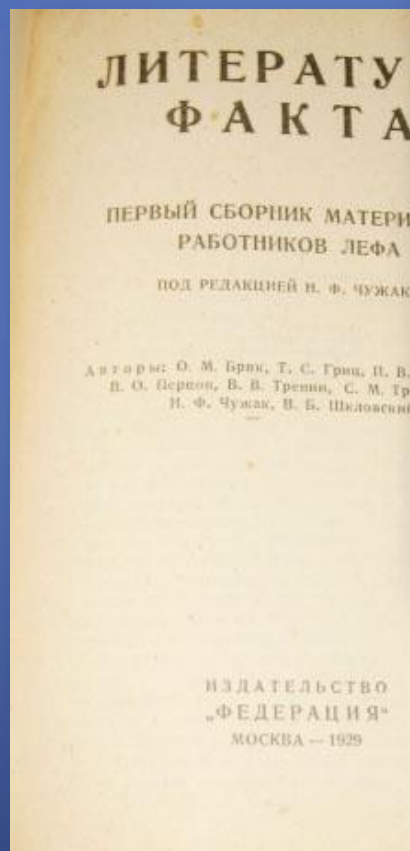 ЛИТЕРАТУ
ФАКТА
ПЕРВЫЙ СБОРНИК МАТЕРИ
РАБОТНИКОВ ЛЕФА
ПОД РЕДАКЦИЕЙ Н. Ф. ЧУЖАК
Авторы: О. М. Брик, Т. С. Гриц, П. В.
В. О. Перцов, В. В. Тренин, С. М. Тр
Н. Ф. Чужак, В. Б. Шкловский
ИЗДАТЕЛЬСТВО
„ФЕДЕРАЦИЯ“
МОСКВА — 1929